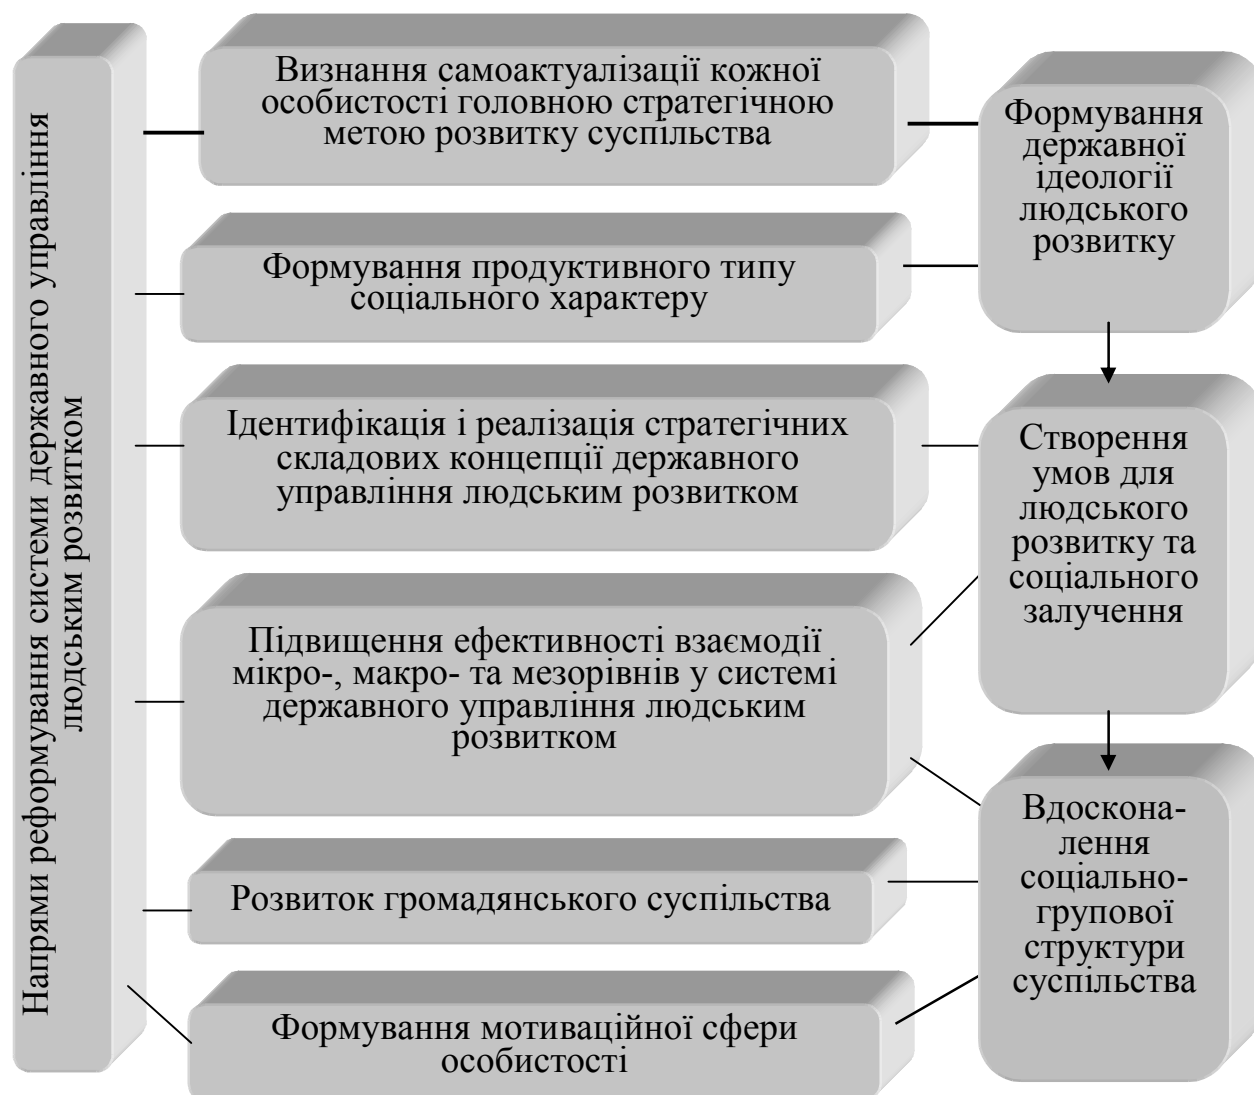 Напрями реформування системи державного управління
людським розвитком
Визнання самоактуалізації кожної
особистості головною стратегічною
метою розвитку суспільства
Формування продуктивного типу
соціального характеру
Ідентифікація і реалізація стратегічних
складових концепції державного
управління людським розвитком
Підвищення ефективності взаємодії
мікро-, макро- та мезорівнів у системі
державного управління людським
розвитком
Розвиток громадянського суспільства
Формування мотиваційної сфери
особистості
Формування
державної
ідеології
людського
розвитку
Створення
умов для
людського
розвитку та
соціального
залучення
Вдоскона-
лення
соціально-
групової
структури
суспільства